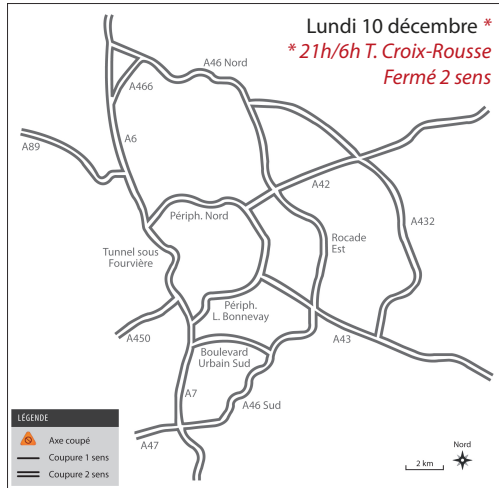 Lundi 10 décembre *
* 21h/6h T. Croix-Rousse
Fermé 2 sens
A46 Nord
A466
A6
A89
A42
Périph. Nord
A432
Rocade
Est
Tunnel sous
Fourvière
Périph.
L. Bonnevay
A450
A43
Boulevard
Urbain Sud
A7
A46 Sud
A47
LÉGENDE
Axe coupé
Coupure 1 sens
Coupure 2 sens
Nord
2 km